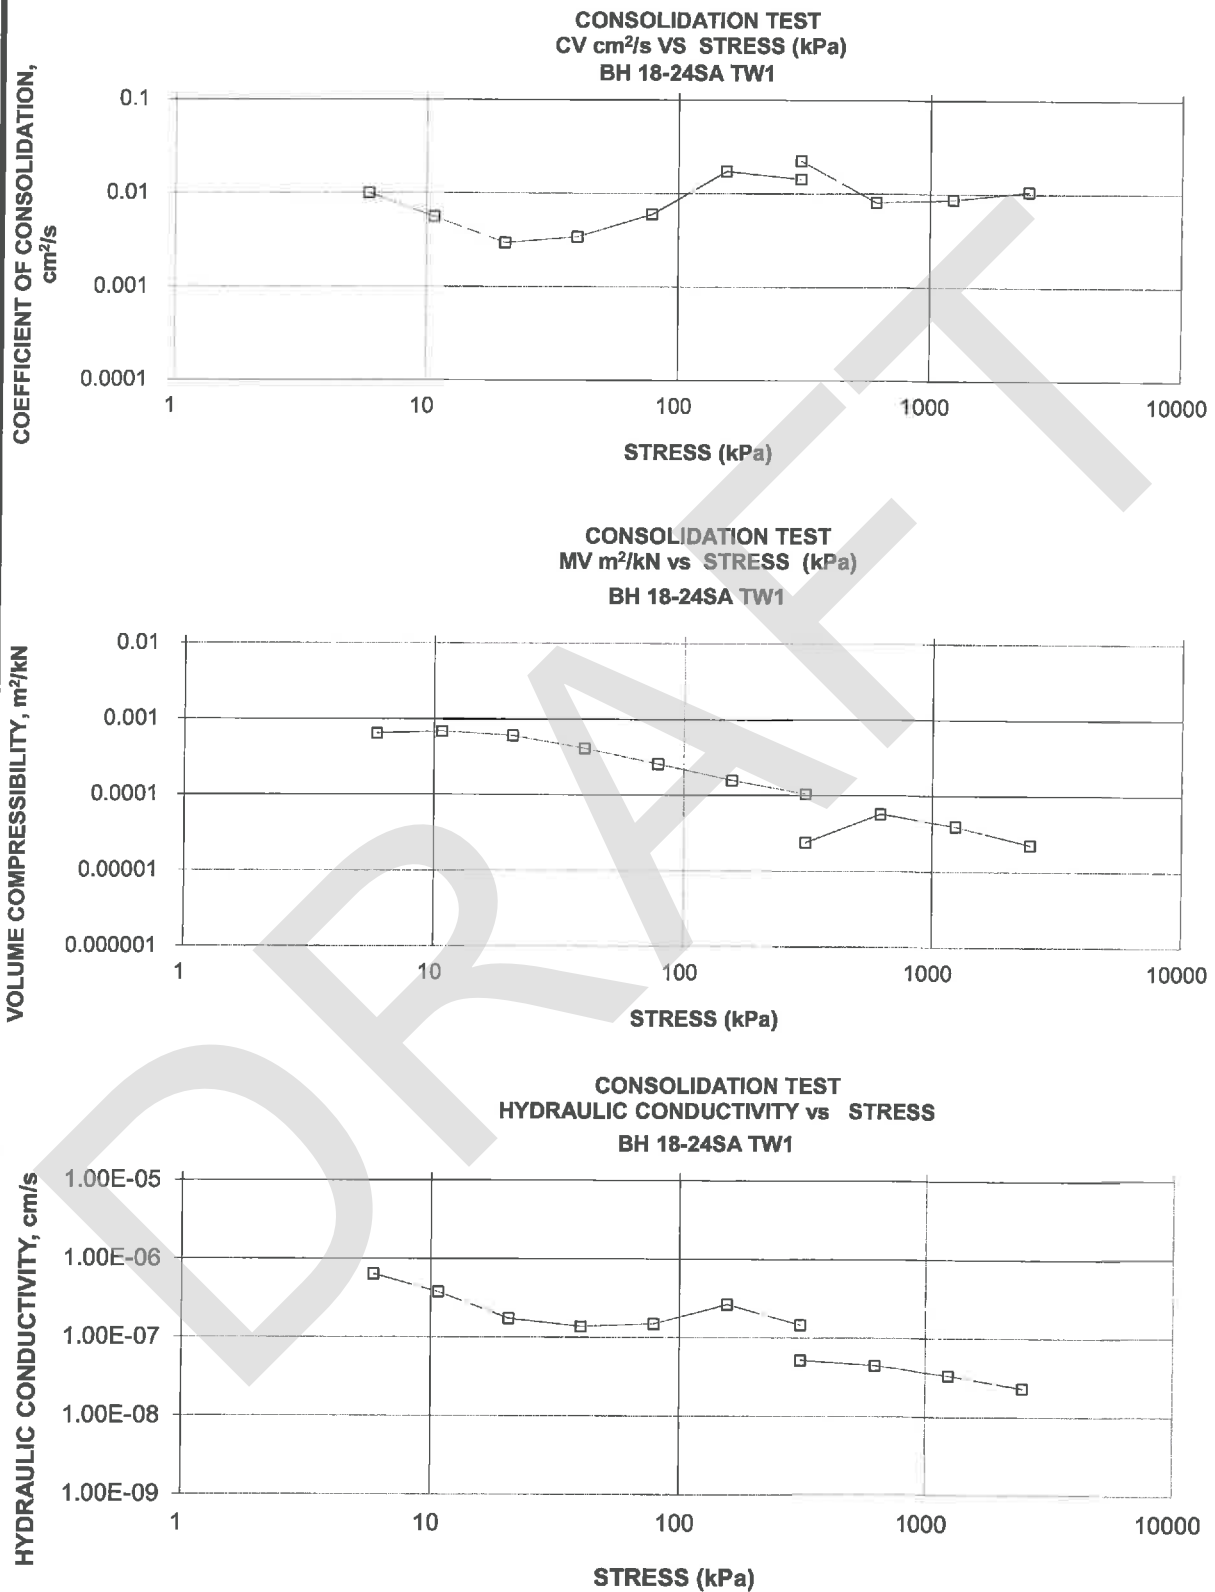 CONSOLIDATION TEST
CV cm²/s VS STRESS (kPa)
BH 18-24SA TW1
COEFFICIENT OF CONSOLIDATION,
cm²/s
0.1
0.01
0.001
0.0001
1 10 100 1000 10000
STRESS (kPa)
CONSOLIDATION TEST
MV m²/kN vs STRESS (kPa)
BH 18-24SA TW1
VOLUME COMPRESSIBILITY, m²/kN
0.01
0.001
0.0001
0.00001
0.000001
1 10 100 1000 10000
STRESS (kPa)
CONSOLIDATION TEST
HYDRAULIC CONDUCTIVITY vs STRESS
BH 18-24SA TW1
HYDRAULIC CONDUCTIVITY, cm/s
1.00E-05
1.00E-06
1.00E-07
1.00E-08
1.00E-09
1 10 100 1000 10000
STRESS (kPa)
DRAFT